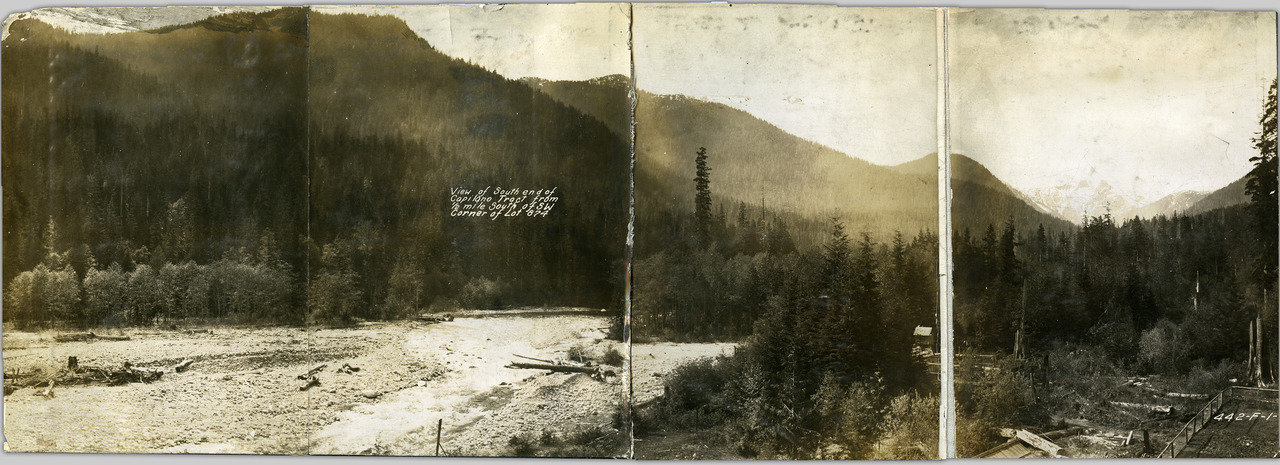 View of South end of
Capilano Tract from
½ mile South of SW
Corner of Lot 874
442-F-1-